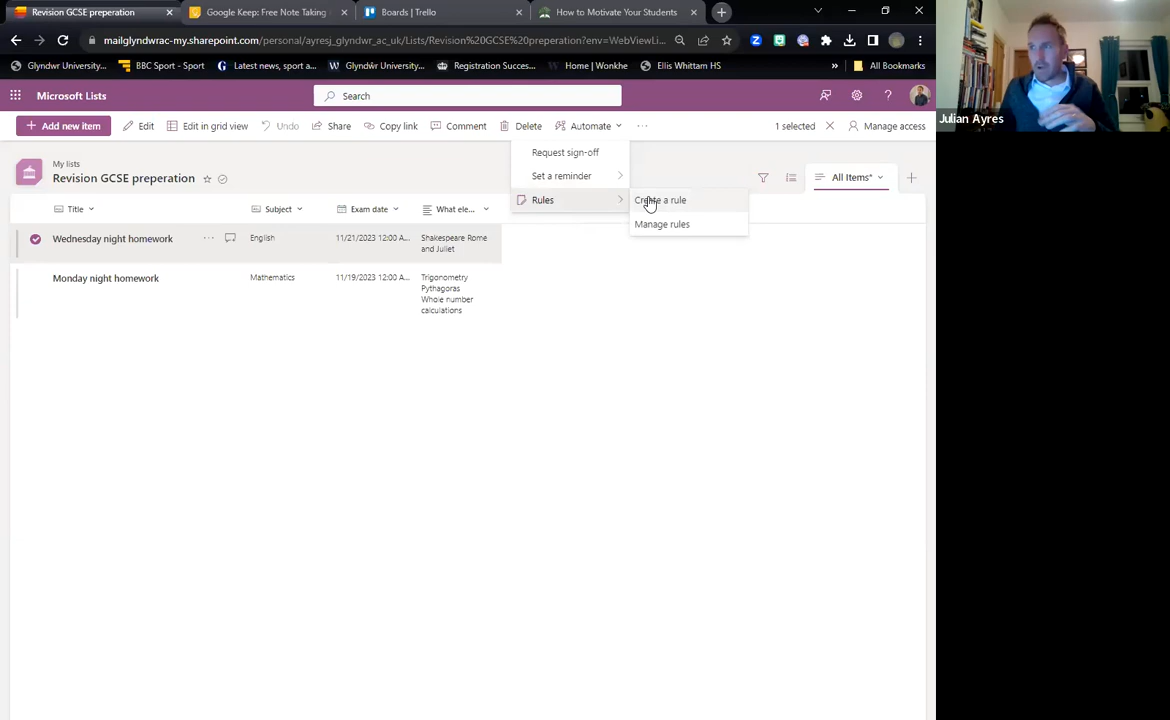 Revision GCSE preperation
Google Keep: Free Note Taking
Boards | Trello
How to Motivate Your Students
mailglyndwrac-my.sharepoint.com/personal/ayresj_glyndwr_ac_uk/Lists/Revision%20GCSE%20preperation?env=WebViewLi...
Glyndwr University...
BBC Sport - Sport
Latest news, sport a...
Glyndŵr University...
Registration Succes...
Home | Wonkhe
Ellis Whittam HS
»
All Bookmarks
Microsoft Lists
Search
Julian Ayres
+ Add new item
Edit
Edit in grid view
Undo
Share
Copy link
Comment
Delete
Automate
...
1 selected
Manage access
Request sign-off
Set a reminder
Rules
Create a rule
Manage rules
My lists
Revision GCSE preperation
All Items*
Title
Subject
Exam date
What ele...
Wednesday night homework
...
English
11/21/2023 12:00 A...
Shakespeare Rome
and Juliet
Monday night homework
Mathematics
11/19/2023 12:00 A...
Trigonometry
Pythagoras
Whole number
calculations